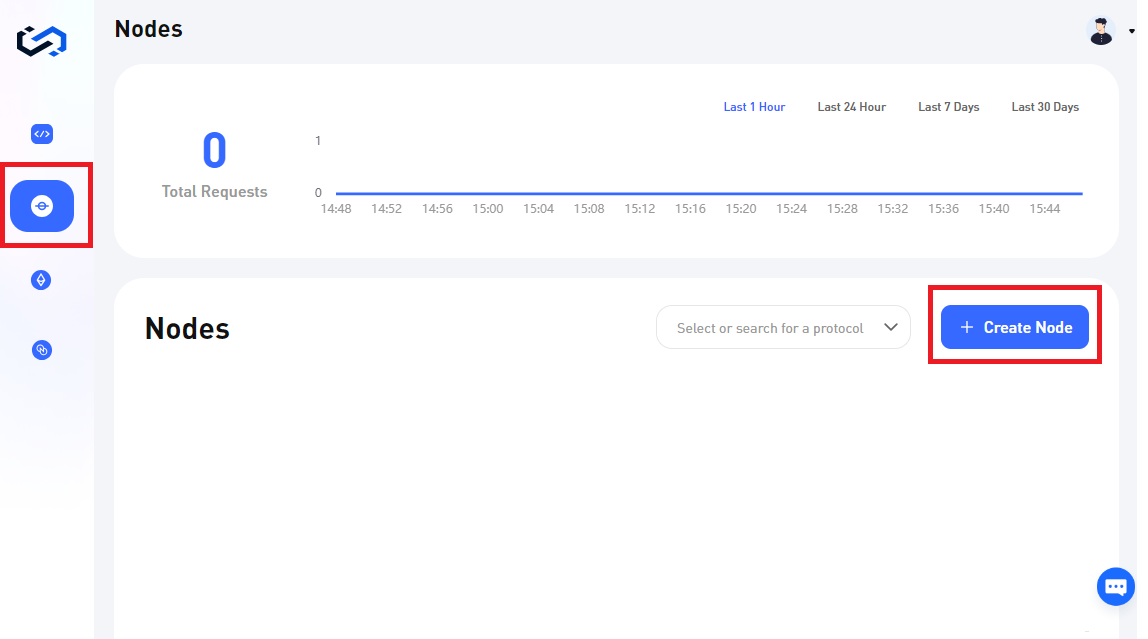 Nodes
Last 1 Hour Last 24 Hour Last 7 Days Last 30 Days
0
Total Requests
1
0
14:48 14:52 14:56 15:00 15:04 15:08 15:12 15:16 15:20 15:24 15:28 15:32 15:36 15:40 15:44
Nodes
Select or search for a protocol
+ Create Node